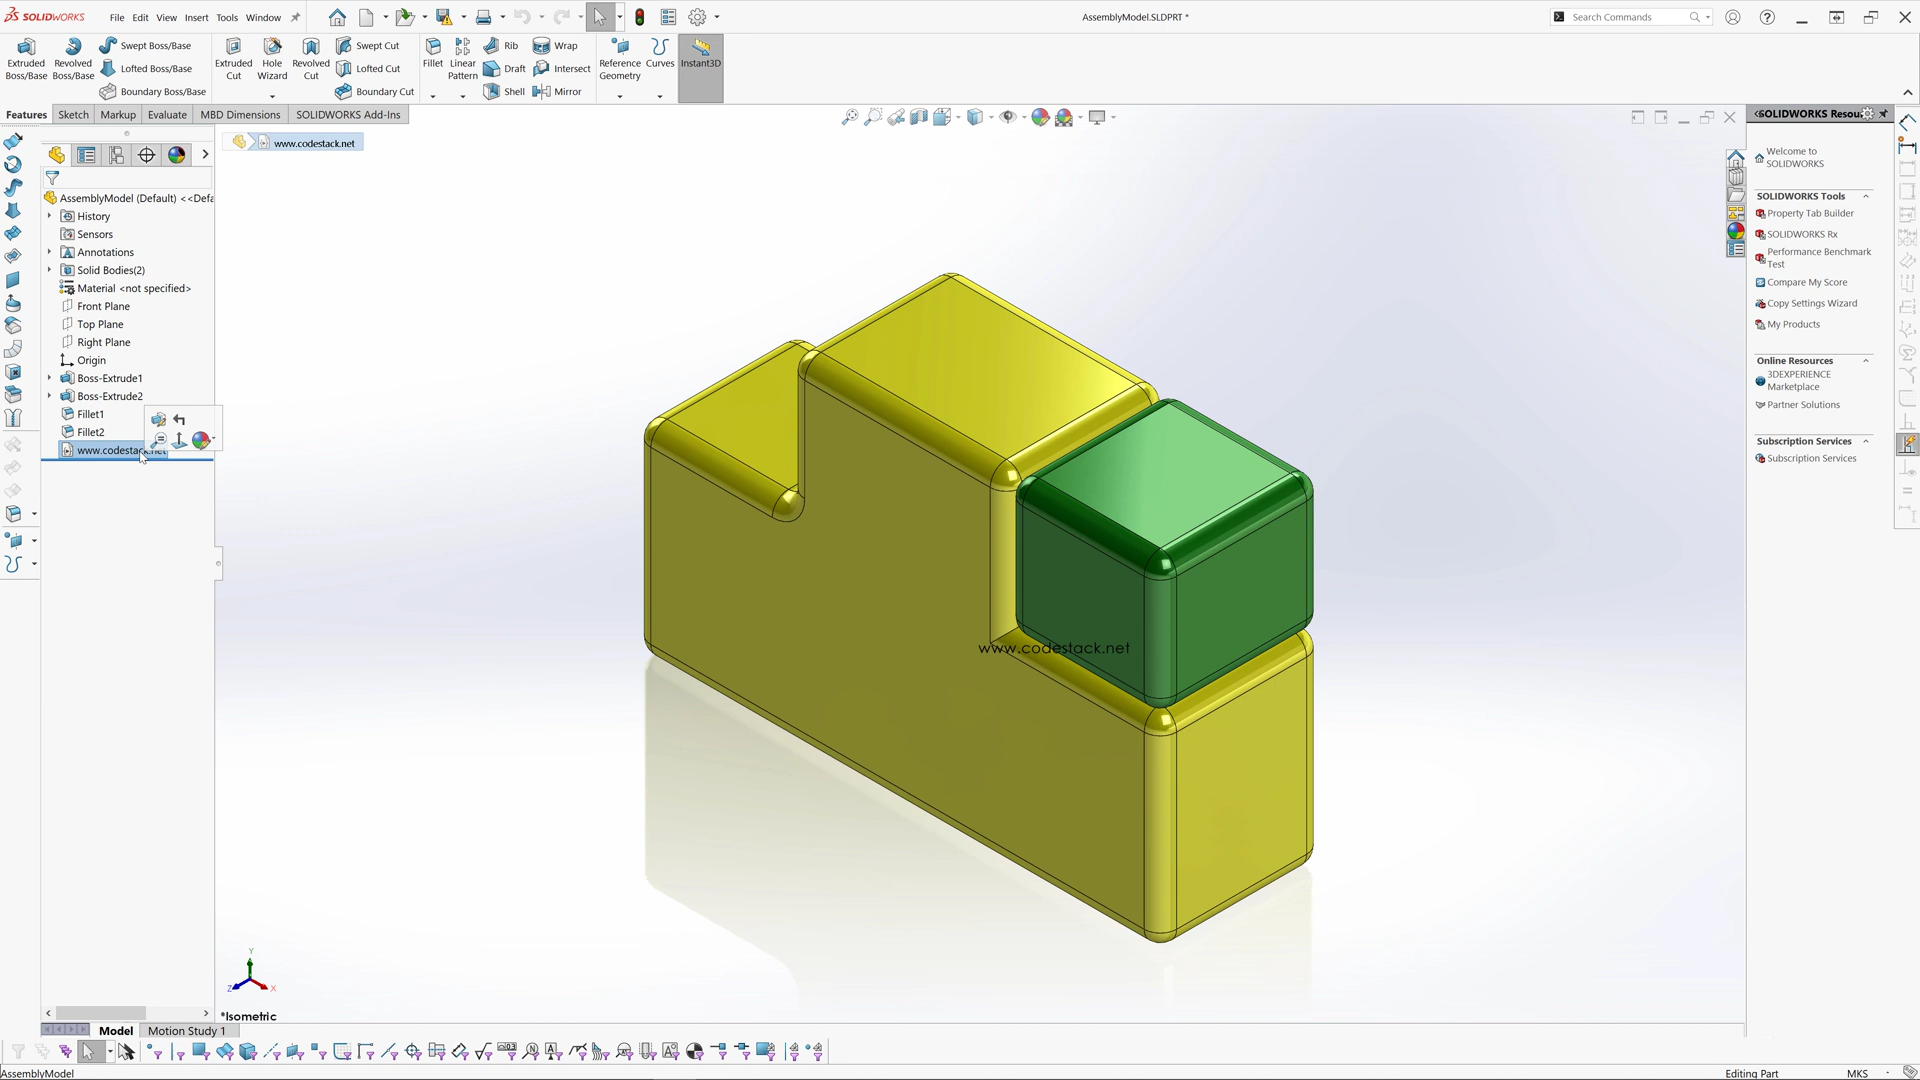 SOLIDWORKS
File
Edit
View
Insert
Tools
Window
AssemblyModel.SLDPRT *
Search Commands
Extruded
Boss/Base
Revolved
Boss/Base
Swept Boss/Base
Lofted Boss/Base
Boundary Boss/Base
Extruded
Cut
Hole
Wizard
Revolved
Cut
Swept Cut
Lofted Cut
Boundary Cut
Fillet
Linear
Pattern
Rib
Draft
Shell
Wrap
Intersect
Mirror
Reference
Geometry
Curves
Instant3D
Features
Sketch
Markup
Evaluate
MBD Dimensions
SOLIDWORKS Add-Ins
www.codestack.net
AssemblyModel (Default) <<Defa
History
Sensors
Annotations
Solid Bodies(2)
Material <not specified>
Front Plane
Top Plane
Right Plane
Origin
Boss-Extrude1
Boss-Extrude2
Fillet1
Fillet2
www.codestack.net
www.codestack.net
Y
Z
X
*Isometric
SOLIDWORKS Resou
Welcome to
SOLIDWORKS
SOLIDWORKS Tools
Property Tab Builder
SOLIDWORKS Rx
Performance Benchmark
Test
Compare My Score
Copy Settings Wizard
My Products
Online Resources
3DEXPERIENCE
Marketplace
Partner Solutions
Subscription Services
Subscription Services
Model
Motion Study 1
AssemblyModel
Editing Part
MKS